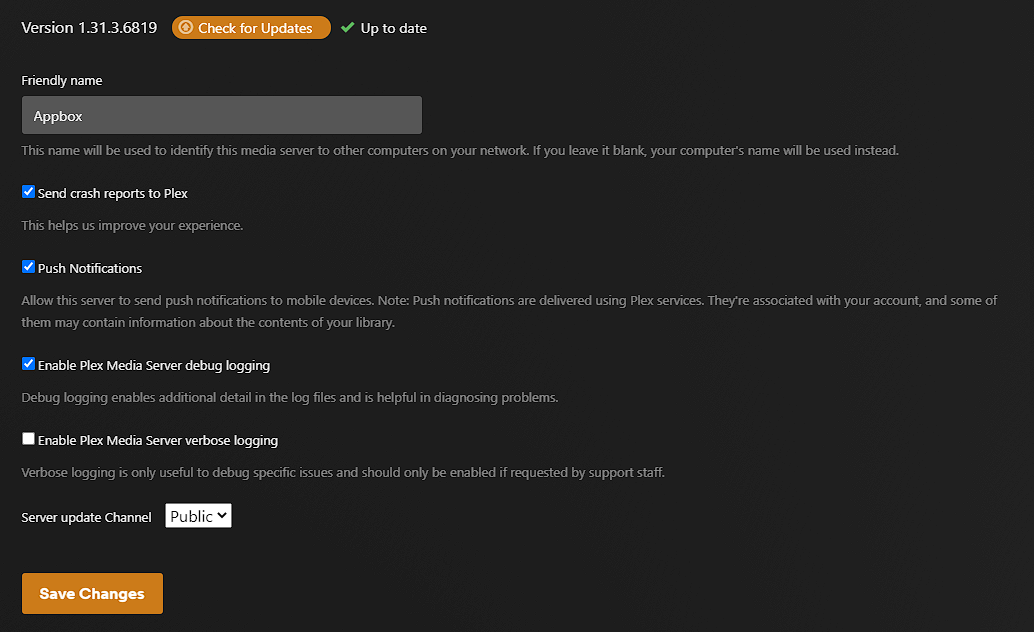 Version 1.31.3.6819 Check for Updates Up to date
Friendly name
Appbox
This name will be used to identify this media server to other computers on your network. If you leave it blank, your computer's name will be used instead.
Send crash reports to Plex
This helps us improve your experience.
Push Notifications
Allow this server to send push notifications to mobile devices. Note: Push notifications are delivered using Plex services. They're associated with your account, and some of
them may contain information about the contents of your library.
Enable Plex Media Server debug logging
Debug logging enables additional detail in the log files and is helpful in diagnosing problems.
Enable Plex Media Server verbose logging
Verbose logging is only useful to debug specific issues and should only be enabled if requested by support staff.
Server update Channel Public
Save Changes